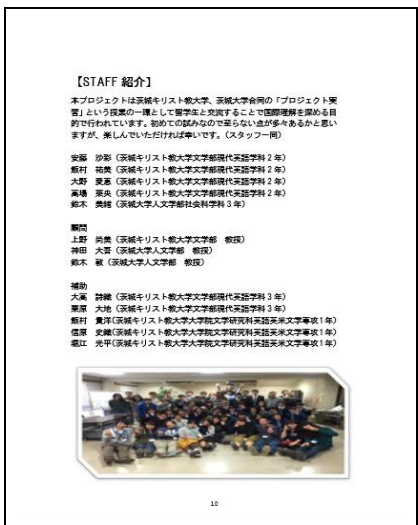 【STAFF 紹介】
本プロジェクトは茨城キリスト教大学、茨城大学合同の「プロジェクト実
習」という授業の一環として留学生と交流することで国際理解を深める目
的で行われています。初めての試みなので至らない点が多々あるかと思い
ますが、楽しんでいただければ幸いです。（スタッフ一同）
安藤 沙彩（茨城キリスト教大学文学部現代英語学科２年）
飯村 祐美（茨城キリスト教大学文学部現代英語学科２年）
大野 愛恵（茨城キリスト教大学文学部現代英語学科２年）
高場 菜央（茨城キリスト教大学文学部現代英語学科２年）
鈴木 美緒（茨城大学人文学部社会科学科３年）
顧問
上野 尚美（茨城キリスト教大学文学部 教授）
神田 大吾（茨城大学人文学部 教授）
鈴木 敦（茨城大学人文学部 教授）
補助
大高 詩織（茨城キリスト教大学文学部現代英語学科３年）
栗原 大地（茨城キリスト教大学文学部現代英語学科３年）
飯村 貴洋（茨城キリスト教大学大学院文学研究科英語英米文学専攻１年）
信原 史織（茨城キリスト教大学大学院文学研究科英語英米文学専攻１年）
堀江 光平（茨城キリスト教大学大学院文学研究科英語英米文学専攻１年）
10